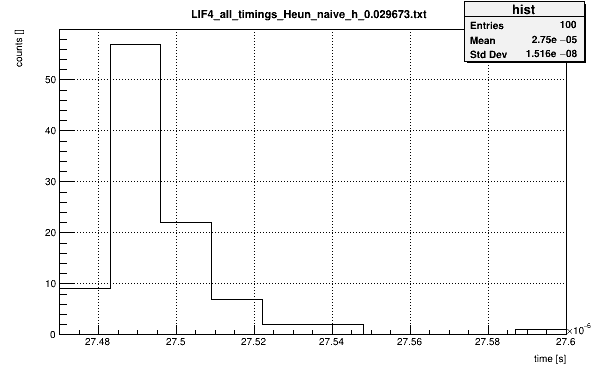 LIF4_all_timings_Heun_naive_h_0.029673.txt
hist
Entries 100
Mean 2.75e −05
Std Dev 1.516e −08
counts []
50
40
30
20
10
0
27.48 27.5 27.52 27.54 27.56 27.58 27.6
×10⁻⁶
time [s]